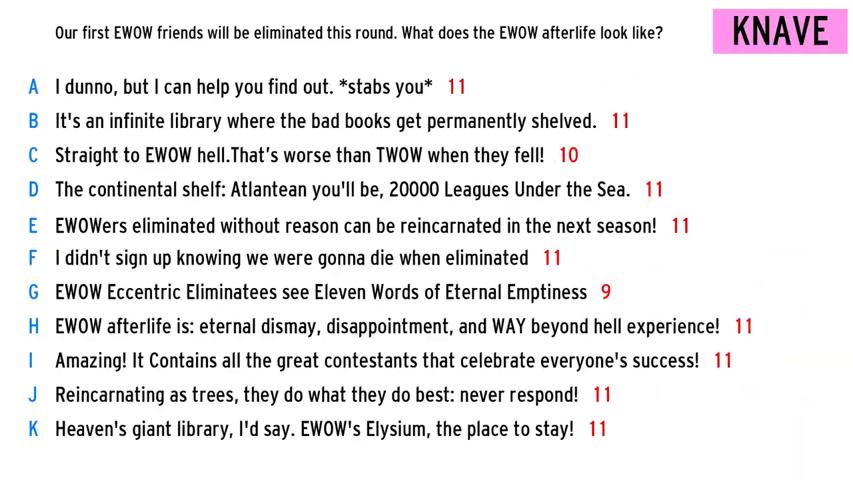 Our first EWOW friends will be eliminated this round. What does the EWOW afterlife look like?
KNAVE
A I dunno, but I can help you find out. *stabs you* 11
B It's an infinite library where the bad books get permanently shelved. 11
C Straight to EWOW hell.That's worse than TWOW when they fell! 10
D The continental shelf: Atlantean you'll be, 20000 Leagues Under the Sea. 11
E EWOWers eliminated without reason can be reincarnated in the next season! 11
F I didn't sign up knowing we were gonna die when eliminated 11
G EWOW Eccentric Eliminatees see Eleven Words of Eternal Emptiness 9
H EWOW afterlife is: eternal dismay, disappointment, and WAY beyond hell experience! 11
I Amazing! It Contains all the great contestants that celebrate everyone's success! 11
J Reincarnating as trees, they do what they do best: never respond! 11
K Heaven's giant library, I'd say. EWOW's Elysium, the place to stay! 11